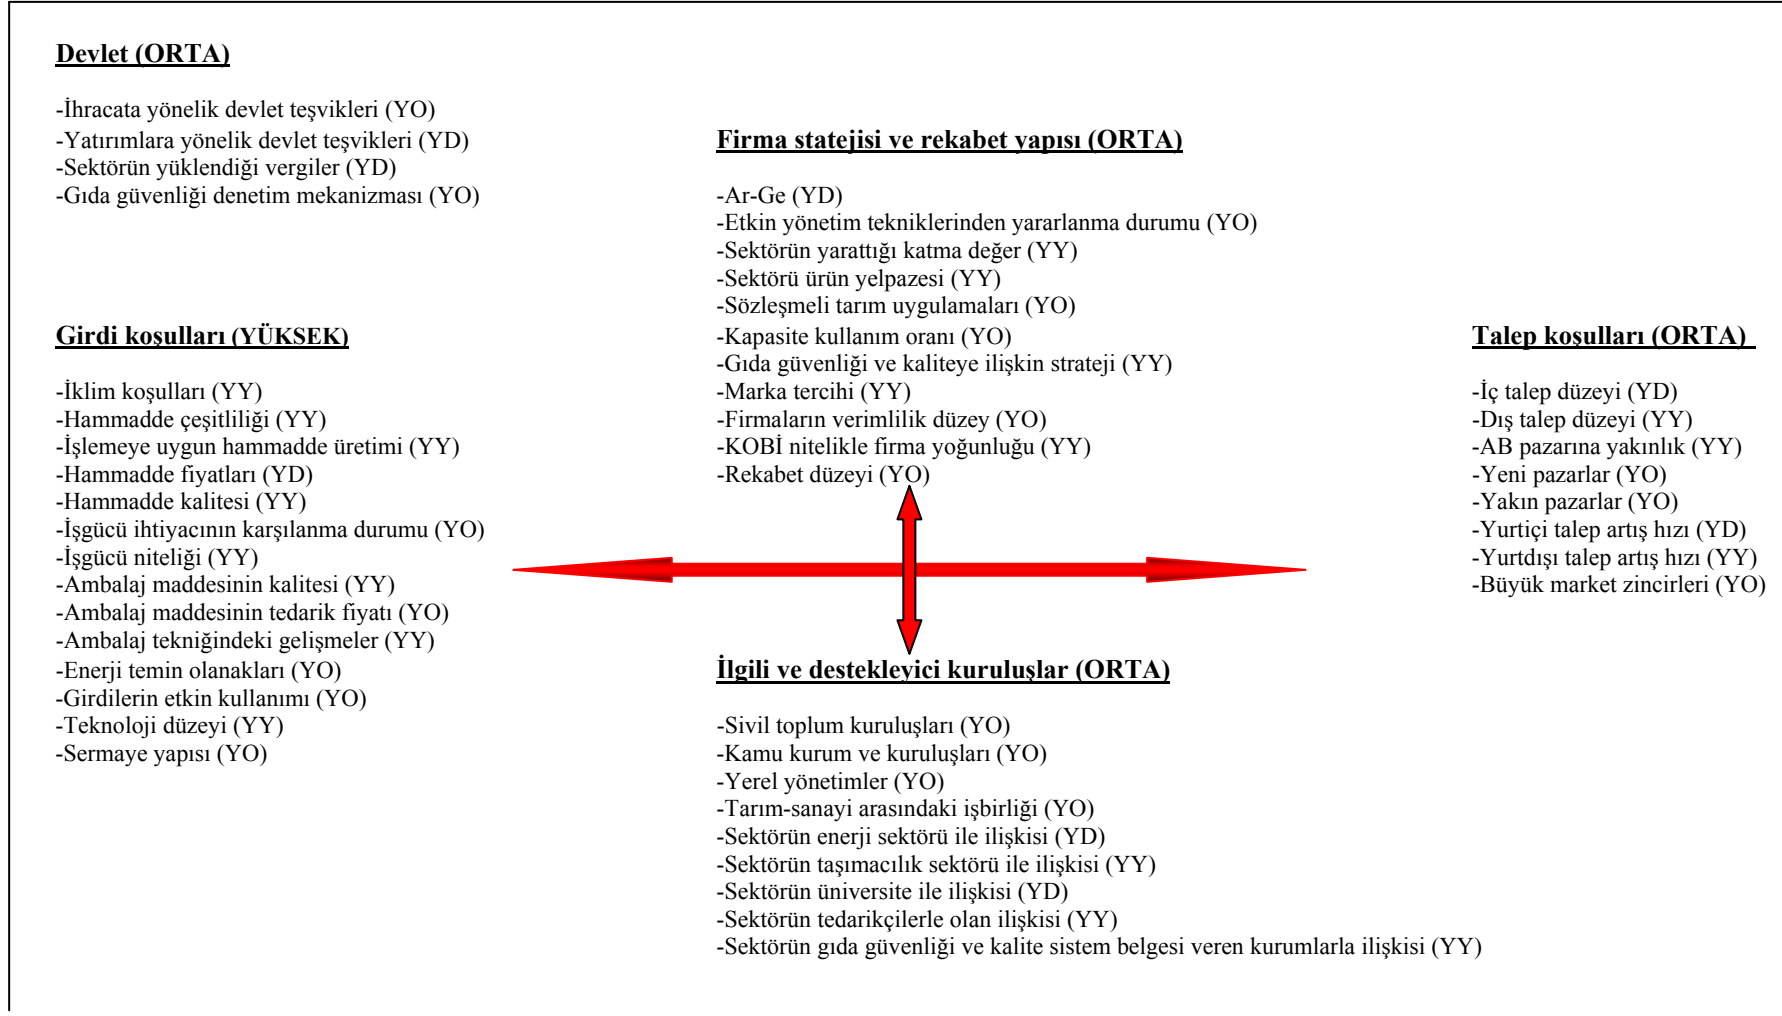 Devlet (ORTA)
-İhracata yönelik devlet teşvikleri (YO)
-Yatırımlara yönelik devlet teşvikleri (YD)
-Sektörün yüklendiği vergiler (YD)
-Gıda güvenliği denetim mekanizması (YO)
Firma statejisi ve rekabet yapısı (ORTA)
-Ar-Ge (YD)
-Etkin yönetim tekniklerinden yararlanma durumu (YO)
-Sektörün yarattığı katma değer (YY)
-Sektörü ürün yelpazesi (YY)
-Sözleşmeli tarım uygulamaları (YO)
-Kapasite kullanım oranı (YO)
-Gıda güvenliği ve kaliteye ilişkin strateji (YY)
-Marka tercihi (YY)
-Firmaların verimlilik düzey (YO)
-KOBİ nitelikle firma yoğunluğu (YY)
-Rekabet düzeyi (YO)
Girdi koşulları (YÜKSEK)
-İklim koşulları (YY)
-Hammadde çeşitliliği (YY)
-İşlemeye uygun hammadde üretimi (YY)
-Hammadde fiyatları (YD)
-Hammadde kalitesi (YY)
-İşgücü ihtiyacının karşılanma durumu (YO)
-İşgücü niteliği (YY)
-Ambalaj maddesinin kalitesi (YY)
-Ambalaj maddesinin tedarik fiyatı (YO)
-Ambalaj tekniğindeki gelişmeler (YY)
-Enerji temin olanakları (YO)
-Girdilerin etkin kullanımı (YO)
-Teknoloji düzeyi (YY)
-Sermaye yapısı (YO)
Talep koşulları (ORTA)
-İç talep düzeyi (YD)
-Dış talep düzeyi (YY)
-AB pazarına yakınlık (YY)
-Yeni pazarlar (YO)
-Yakın pazarlar (YO)
-Yurtiçi talep artış hızı (YD)
-Yurtdışı talep artış hızı (YY)
-Büyük market zincirleri (YO)
İlgili ve destekleyici kuruluşlar (ORTA)
-Sivil toplum kuruluşları (YO)
-Kamu kurum ve kuruluşları (YO)
-Yerel yönetimler (YO)
-Tarım-sanayi arasındaki işbirliği (YO)
-Sektörün enerji sektörü ile ilişkisi (YD)
-Sektörün taşımacılık sektörü ile ilişkisi (YY)
-Sektörün üniversite ile ilişkisi (YD)
-Sektörün tedarikçilerle olan ilişkisi (YY)
-Sektörün gıda güvenliği ve kalite sistem belgesi veren kurumlarla ilişkisi (YY)